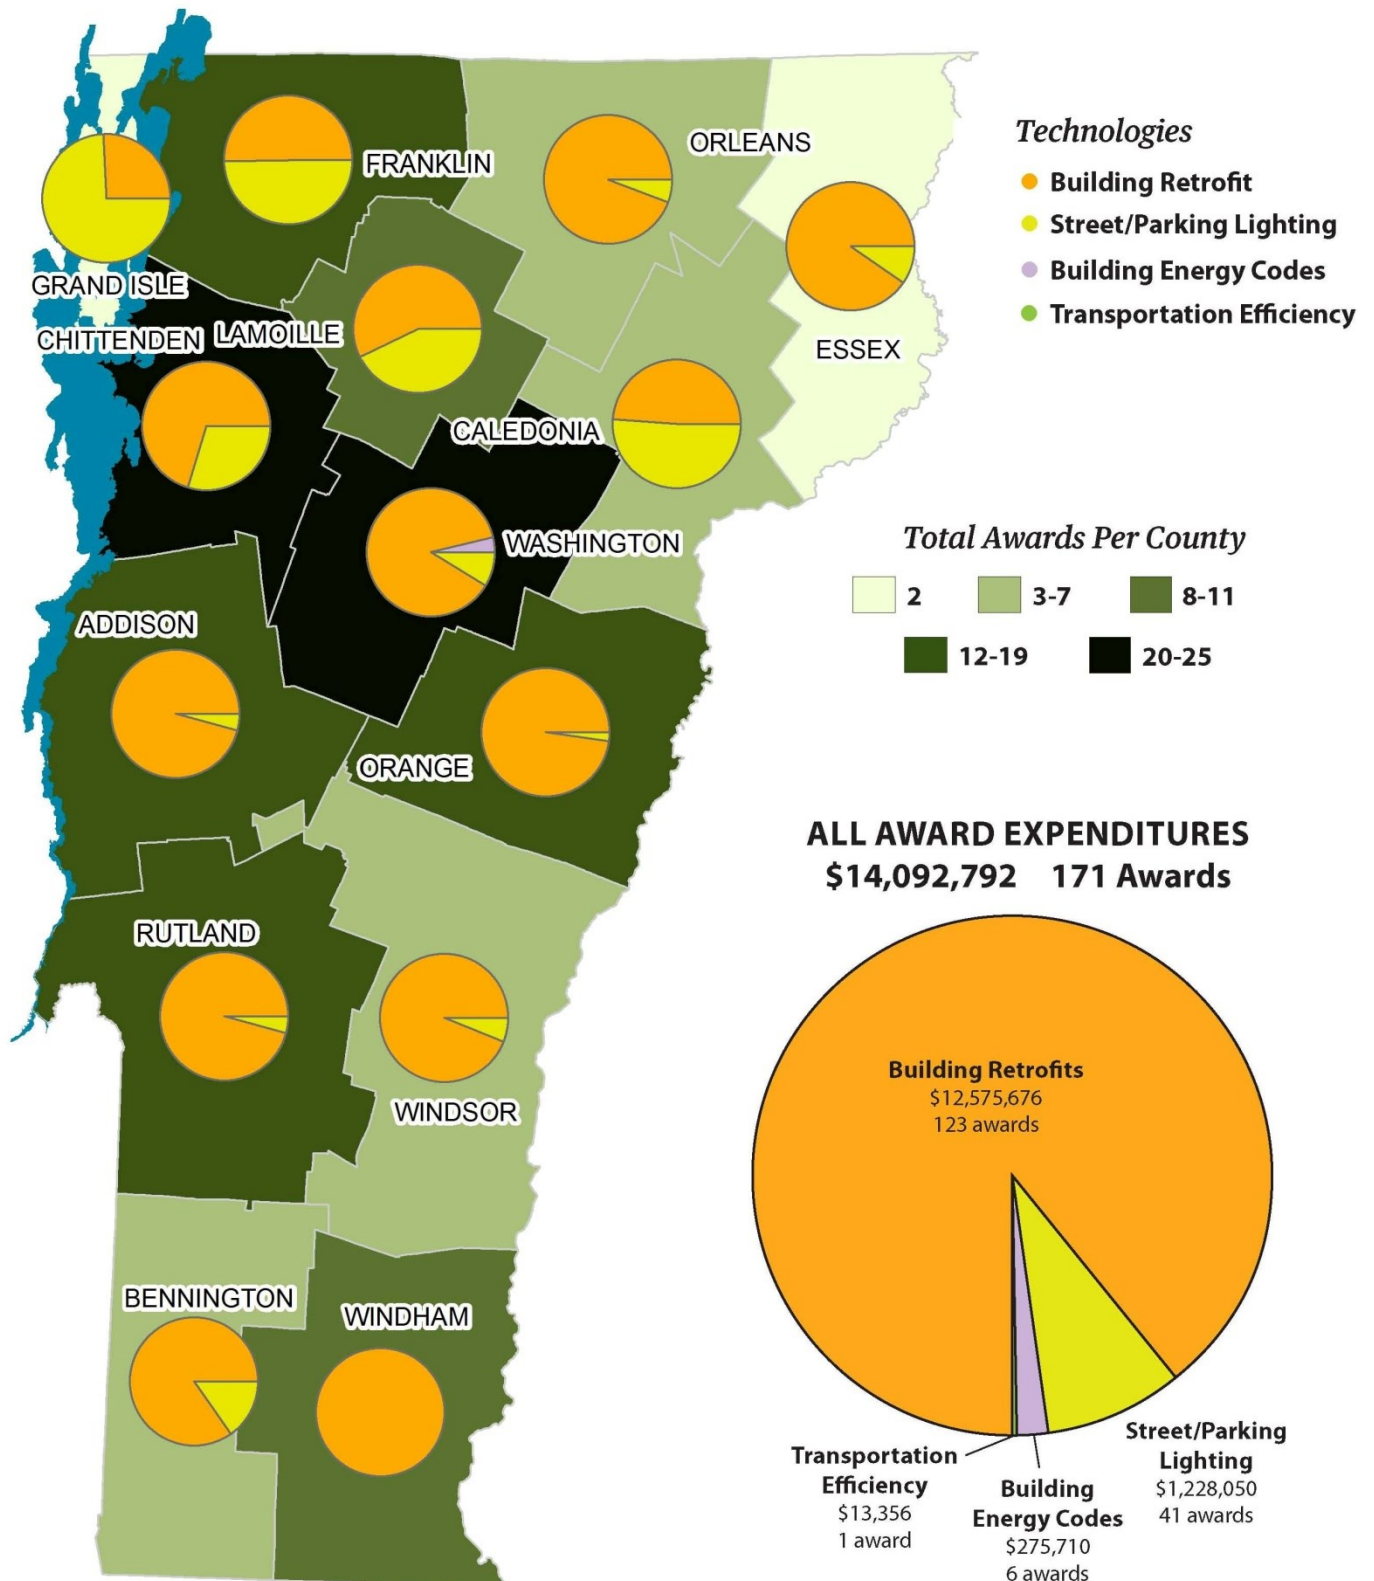 FRANKLIN
ORLEANS
GRAND ISLE
CHITTENDEN
LAMOILLE
ESSEX
CALEDONIA
WASHINGTON
ADDISON
ORANGE
RUTLAND
WINDSOR
BENNINGTON
WINDHAM
Technologies
Building Retrofit
Street/Parking Lighting
Building Energy Codes
Transportation Efficiency
Total Awards Per County
2
3-7
8-11
12-19
20-25
ALL AWARD EXPENDITURES
$14,092,792 171 Awards
Building Retrofits
$12,575,676
123 awards
Transportation
Efficiency
$13,356
1 award
Building
Energy Codes
$275,710
6 awards
Street/Parking
Lighting
$1,228,050
41 awards